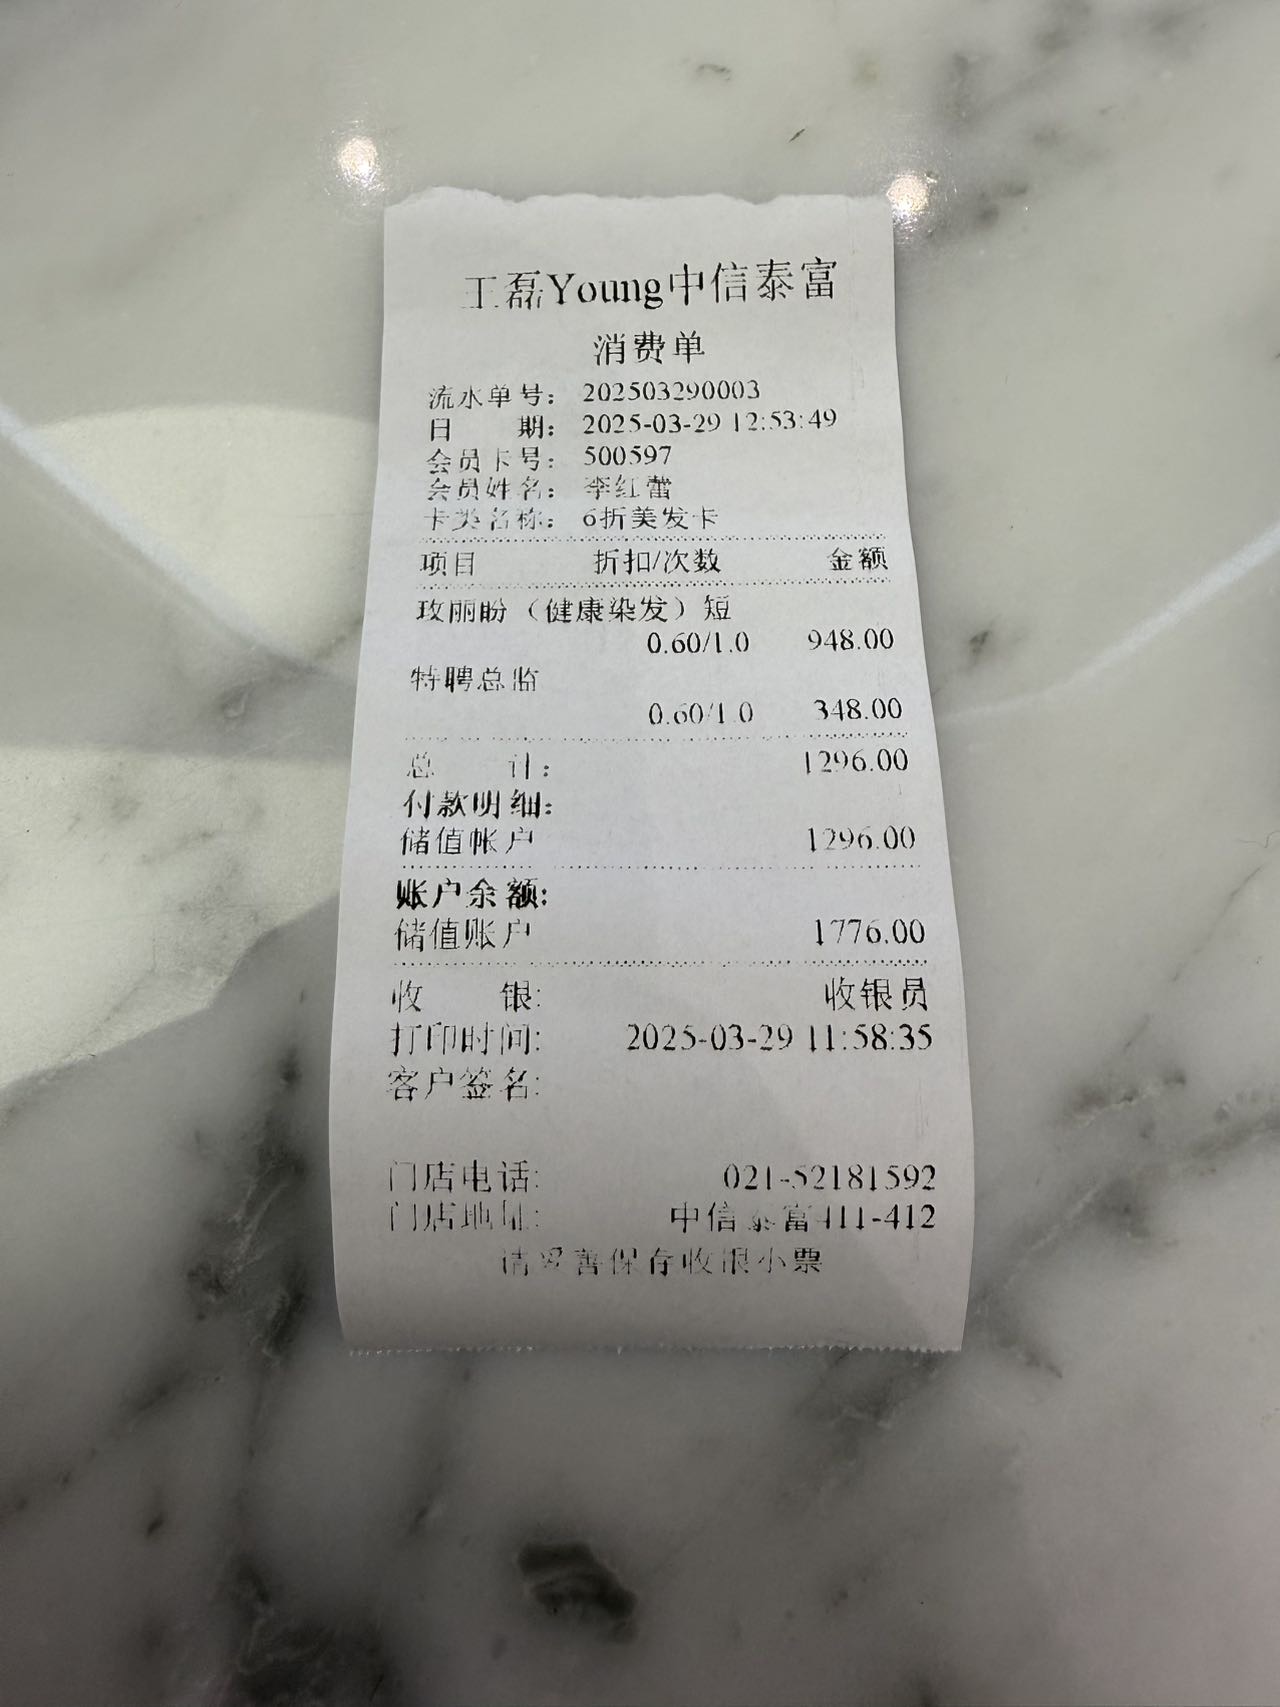 王磊Young中信泰富
消费单
流水单号： 202503290003
日 期： 2025-03-29 12:53:49
会员卡号： 500597
会员姓名： 李红蕾
卡类名称： 6折美发卡
项目 折扣/次数 金额
玫丽盼（健康染发）短
0.60/1.0 948.00
特聘总监
0.60/1.0 348.00
总 计： 1296.00
付款明细:
储值帐户 1296.00
账户余额:
储值账户 1776.00
收 银: 收银员
打印时间: 2025-03-29 11:58:35
客户签名:
门店电话: 021-52181592
门店地址: 中信泰富411-412
请妥善保存收银小票